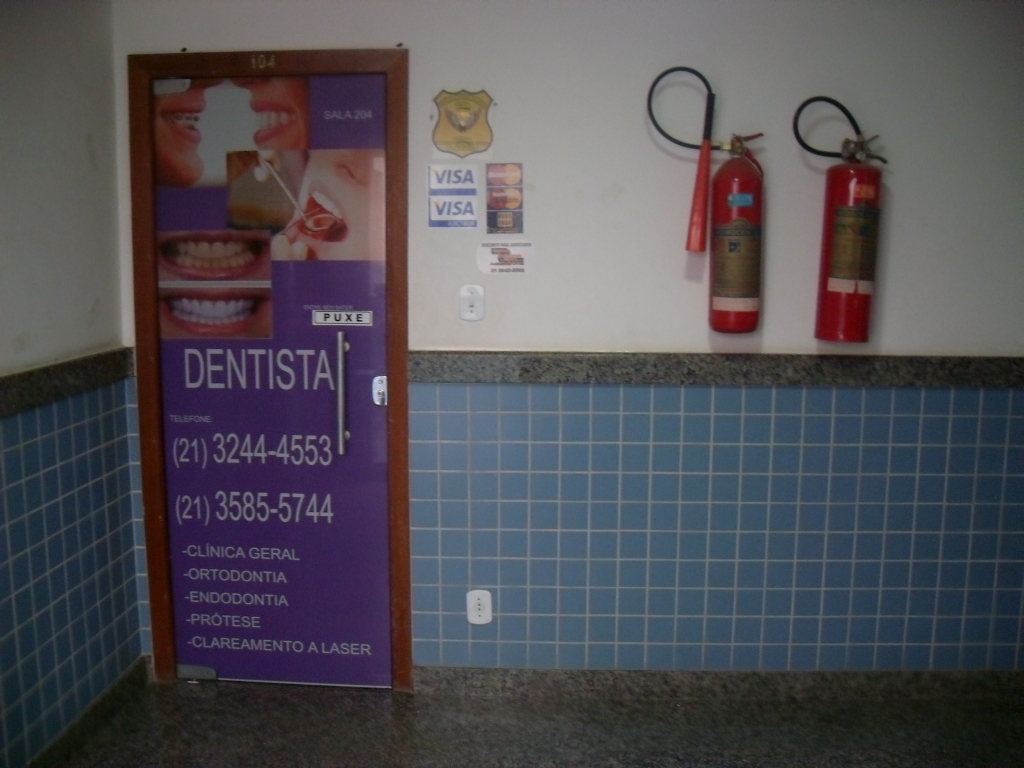 104
SALA 204
VISA
VISA
PUXE
DENTISTA
TELEFONE:
(21) 3244-4553
(21) 3585-5744
-CLÍNICA GERAL
-ORTODONTIA
-ENDODONTIA
-PRÓTESE
-CLAREAMENTO A LASER